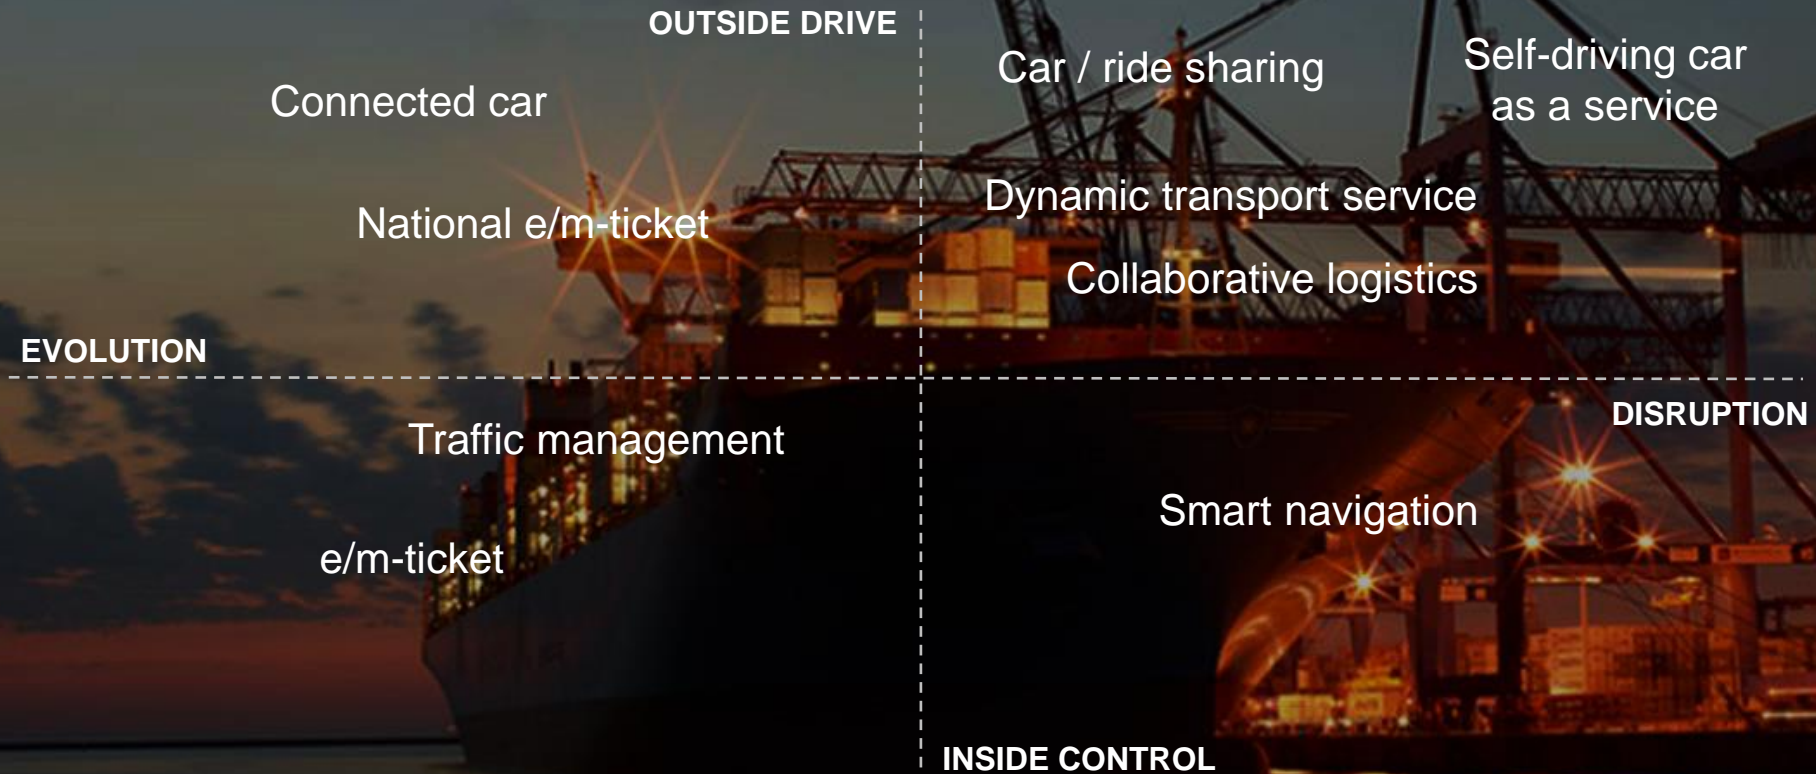 OUTSIDE DRIVE
Connected car
Car / ride sharing
Self-driving car
as a service
National e/m-ticket
Dynamic transport service
Collaborative logistics
EVOLUTION
DISRUPTION
Traffic management
Smart navigation
e/m-ticket
INSIDE CONTROL